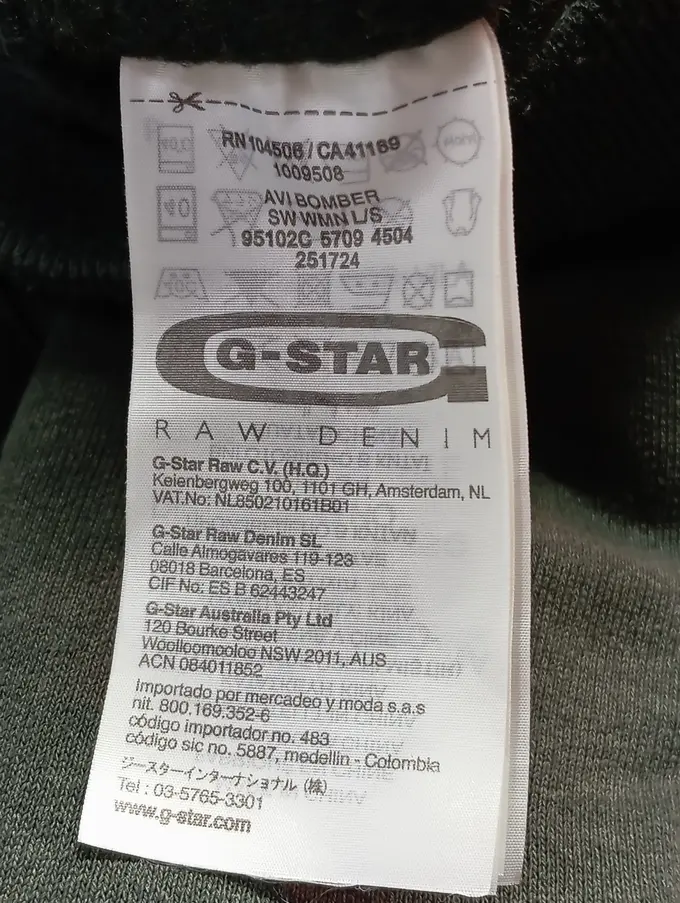 RN 104506 / CA41189
1009508
AVI BOMBER
SW WMN L/S
95102C 5709 4504
251724
G-STAR
RAW DENIM
G-Star Raw C.V. (H.Q.)
Keienbergweg 100, 1101 GH, Amsterdam, NL
VAT.No: NL850210161B01
G-Star Raw Denim SL
Calle Almogavares 119-123
08018 Barcelona, ES
CIF No: ES B 62443247
G-Star Australia Pty Ltd
120 Bourke Street
Woolloomooloo NSW 2011, AUS
ACN 084011852
Importado por mercadeo y moda s.a.s
nit. 800.169.352-6
código importador no. 483
código sic no. 5887, medellin - Colombia
ジースターインターナショナル (株)
Tel : 03-5765-3301
www.g-star.com